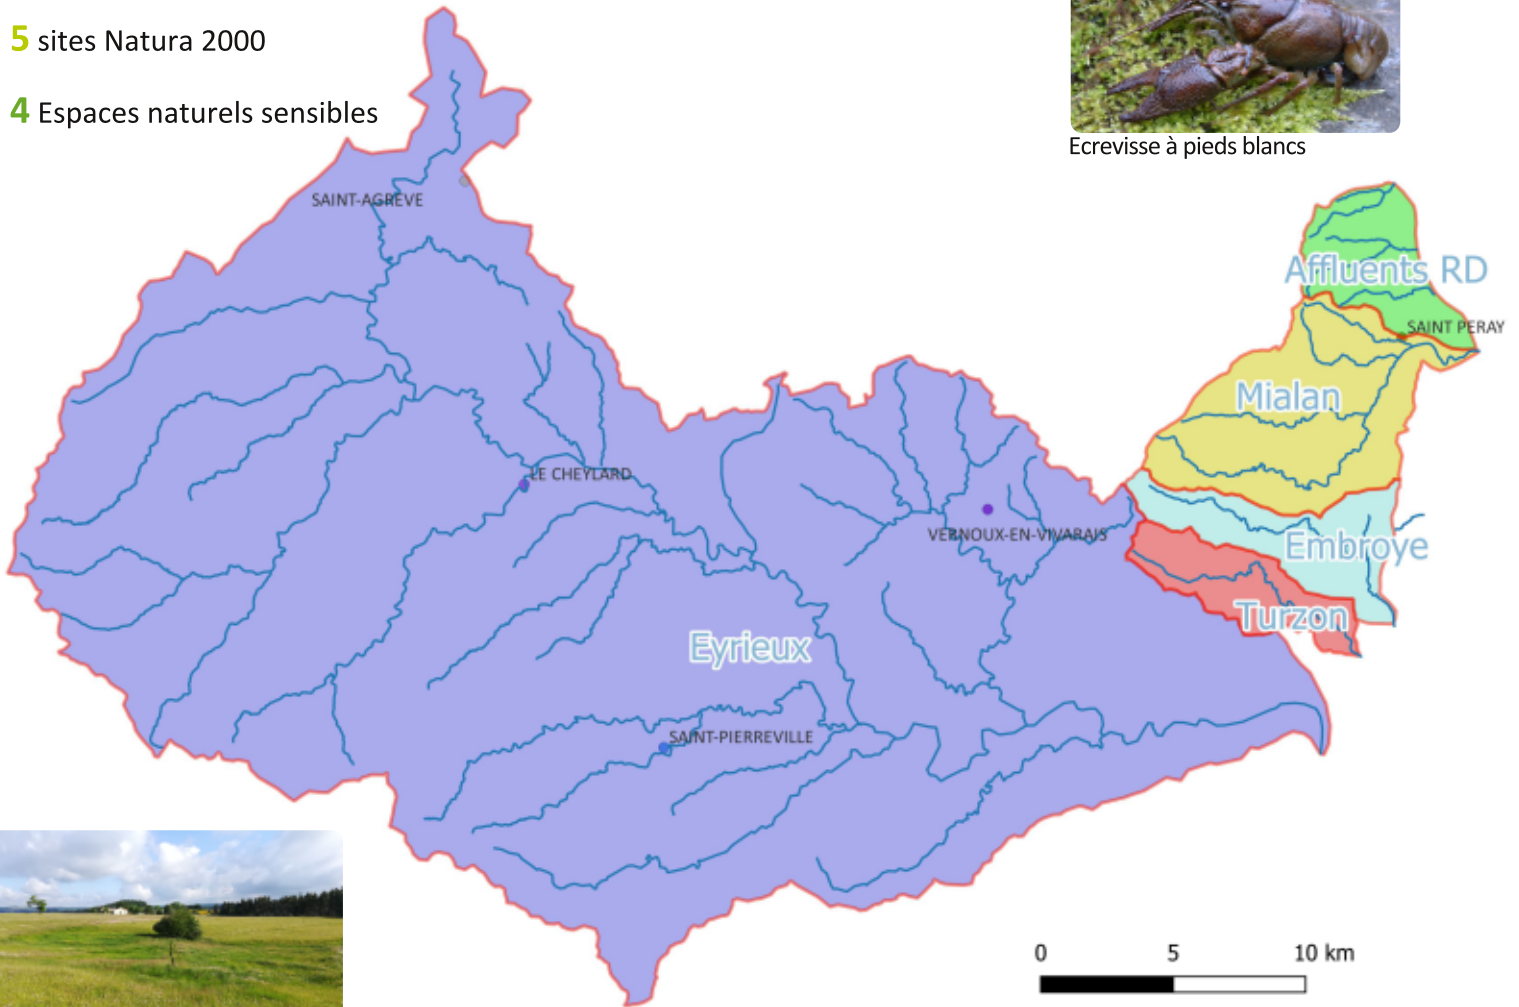 5 sites Natura 2000
4 Espaces naturels sensibles
Ecrevisse à pieds blancs
SAINT-AGRÈVE
Affluents RD
SAINT PERAY
Mialan
LE CHEYLARD
VERNOUX-EN-VIVARAIS
Embroye
Turzon
Eyrieux
SAINT-PIERREVILLE
0 5 10 km